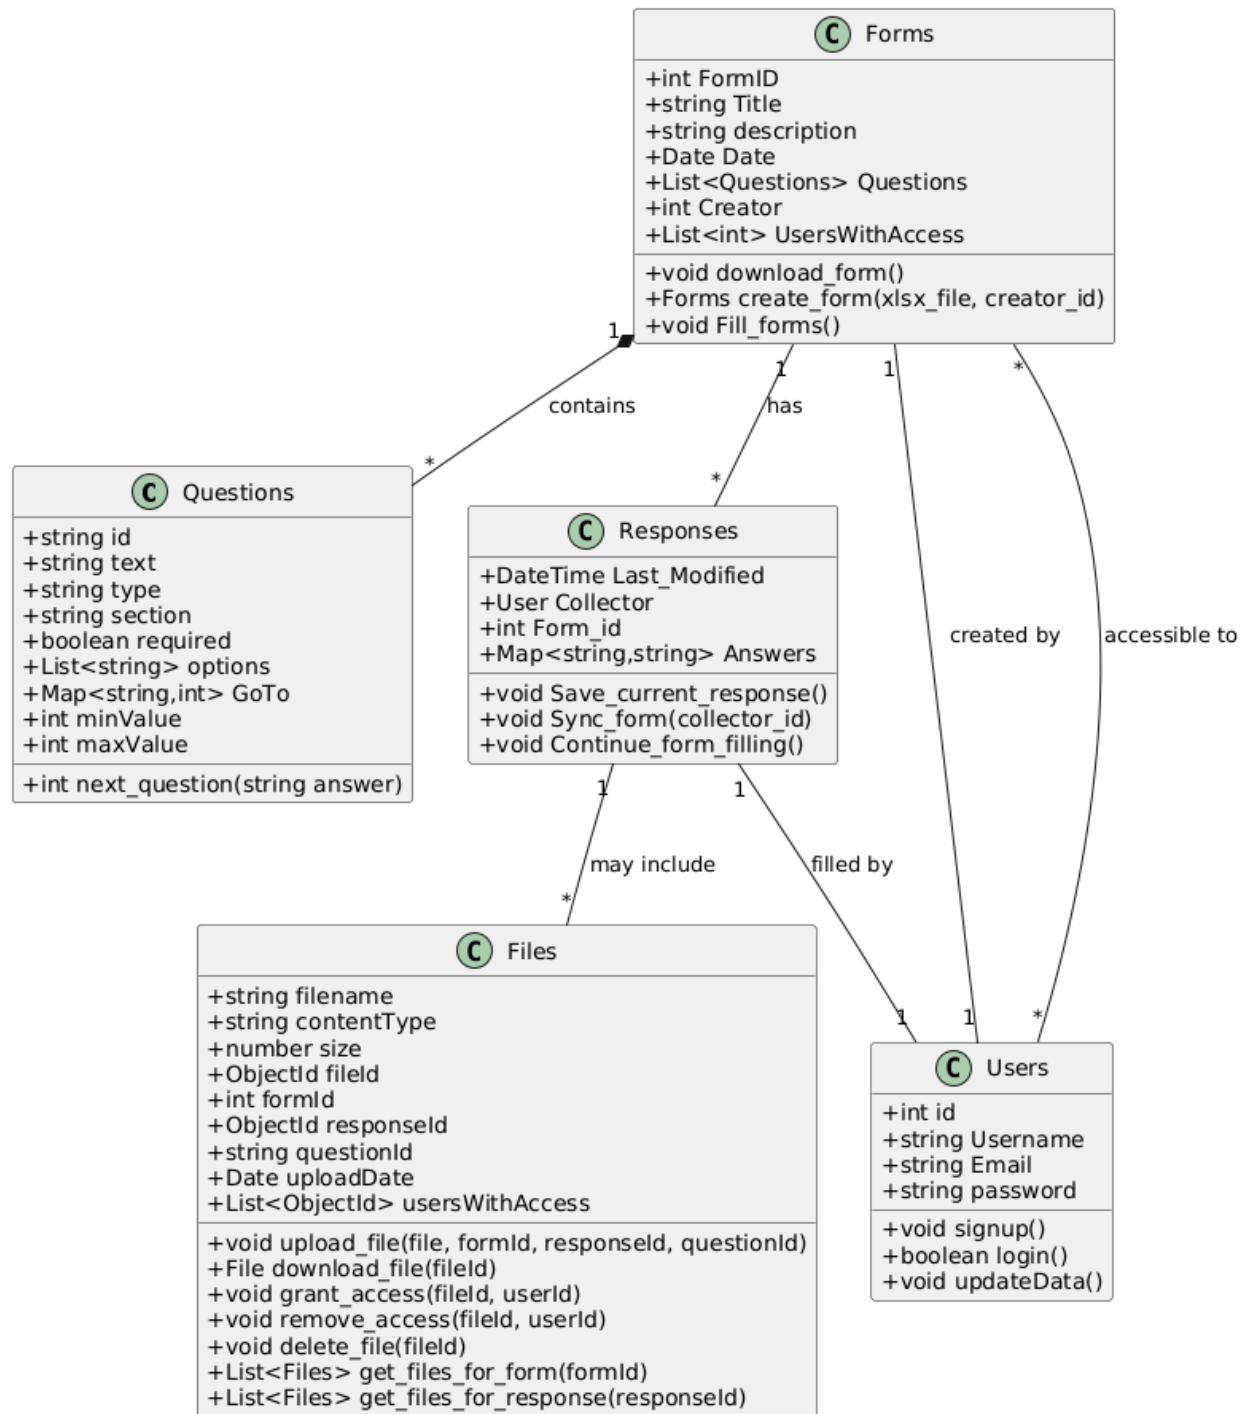 C Forms
+int FormID
+string Title
+string description
+Date Date
+List<Questions> Questions
+int Creator
+List<int> UsersWithAccess
+void download_form()
+Forms create_form(xlsx_file, creator_id)
+void Fill_forms()
1
1
1
*
contains
has
*
*
C Questions
+string id
+string text
+string type
+string section
+boolean required
+List<string> options
+Map<string,int> GoTo
+int minValue
+int maxValue
+int next_question(string answer)
C Responses
+DateTime Last_Modified
+User Collector
+int Form_id
+Map<string,string> Answers
+void Save_current_response()
+void Sync_form(collector_id)
+void Continue_form_filling()
created by
accessible to
1
1
may include
filled by
*
1
1
*
C Files
+string filename
+string contentType
+number size
+ObjectId fileId
+int formId
+ObjectId responseId
+string questionId
+Date uploadDate
+List<ObjectId> usersWithAccess
+void upload_file(file, formId, responseId, questionId)
+File download_file(fileId)
+void grant_access(fileId, userId)
+void remove_access(fileId, userId)
+void delete_file(fileId)
+List<Files> get_files_for_form(formId)
+List<Files> get_files_for_response(responseId)
C Users
+int id
+string Username
+string Email
+string password
+void signup()
+boolean login()
+void updateData()